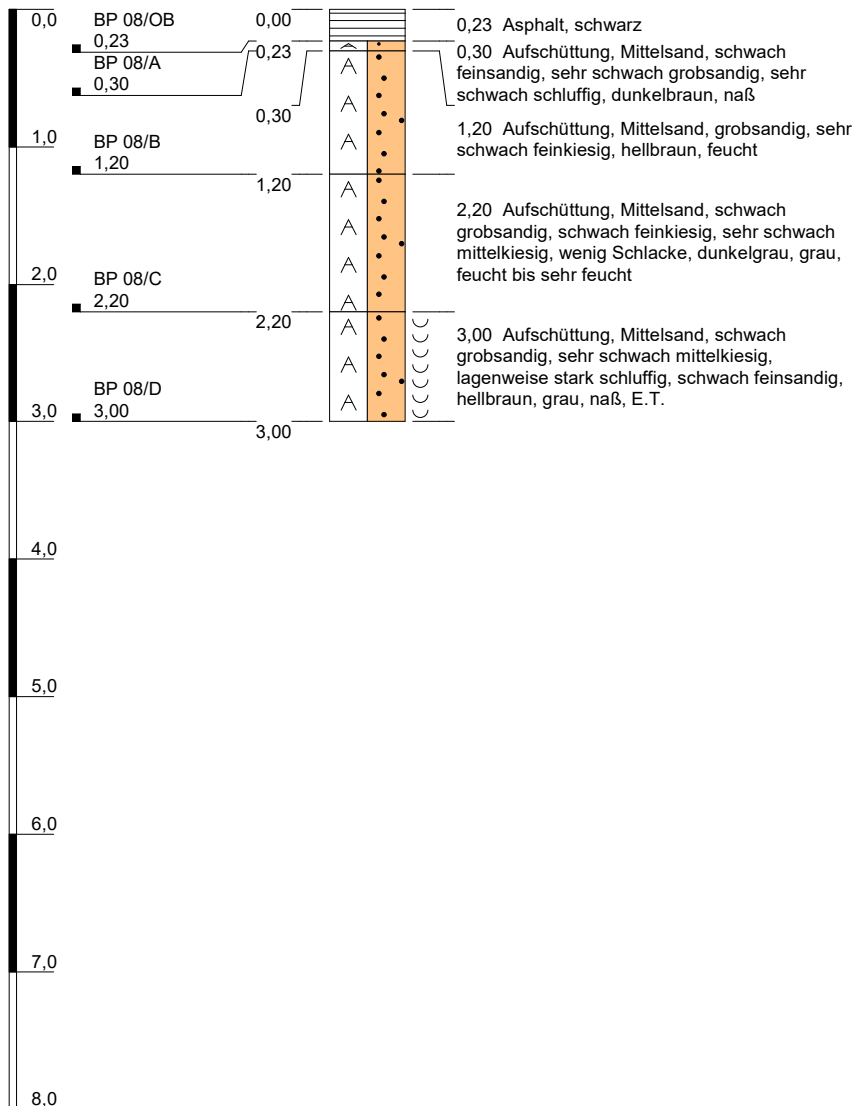 0,0
1,0
2,0
3,0
4,0
5,0
6,0
7,0
8,0
BP 08/OB
0,23
BP 08/A
0,30
BP 08/B
1,20
BP 08/C
2,20
BP 08/D
3,00
0,00
0,23
0,30
1,20
2,20
3,00
0,23 Asphalt, schwarz
0,30 Aufschüttung, Mittelsand, schwach
feinsandig, sehr schwach grobsandig, sehr
schwach schluffig, dunkelbraun, naß
1,20 Aufschüttung, Mittelsand, grobsandig, sehr
schwach feinkiesig, hellbraun, feucht
2,20 Aufschüttung, Mittelsand, schwach
grobsandig, schwach feinkiesig, sehr schwach
mittelkiesig, wenig Schlacke, dunkelgrau, grau,
feucht bis sehr feucht
3,00 Aufschüttung, Mittelsand, schwach
grobsandig, sehr schwach mittelkiesig,
lagenweise stark schluffig, schwach feinsandig,
hellbraun, grau, naß, E.T.